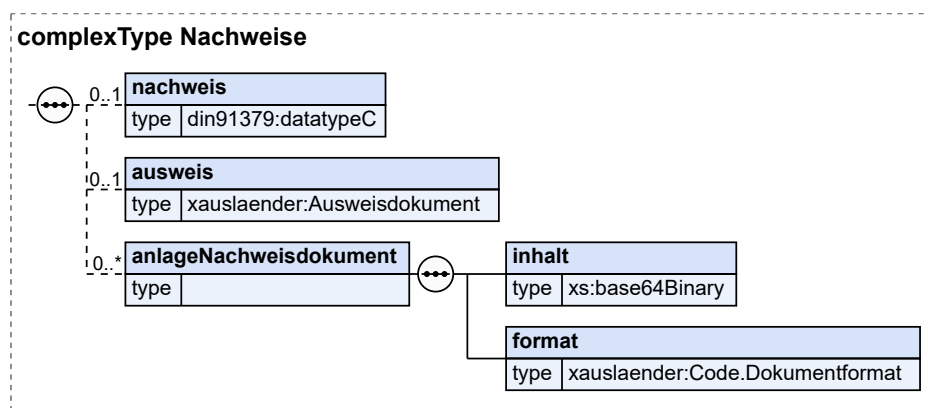 complexType Nachweise
0..1
nachweis
type din91379:datatypeC
0..1
ausweis
type xauslaender:Ausweisdokument
0..*
anlageNachweisdokument
type
inhalt
type xs:base64Binary
format
type xauslaender:Code.Dokumentformat